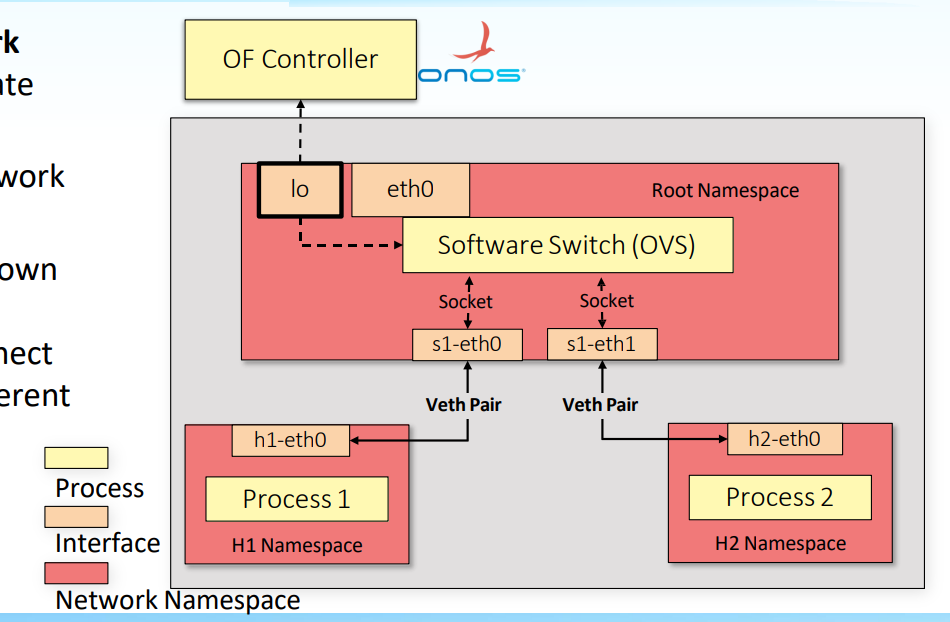 rk
ate
work
own
nect
erent
OF Controller
onos
lo
eth0
Root Namespace
Software Switch (OVS)
Socket
Socket
s1-eth0
s1-eth1
Veth Pair
Veth Pair
h1-eth0
h2-eth0
Process 1
Process 2
H1 Namespace
H2 Namespace
Process
Interface
Network Namespace